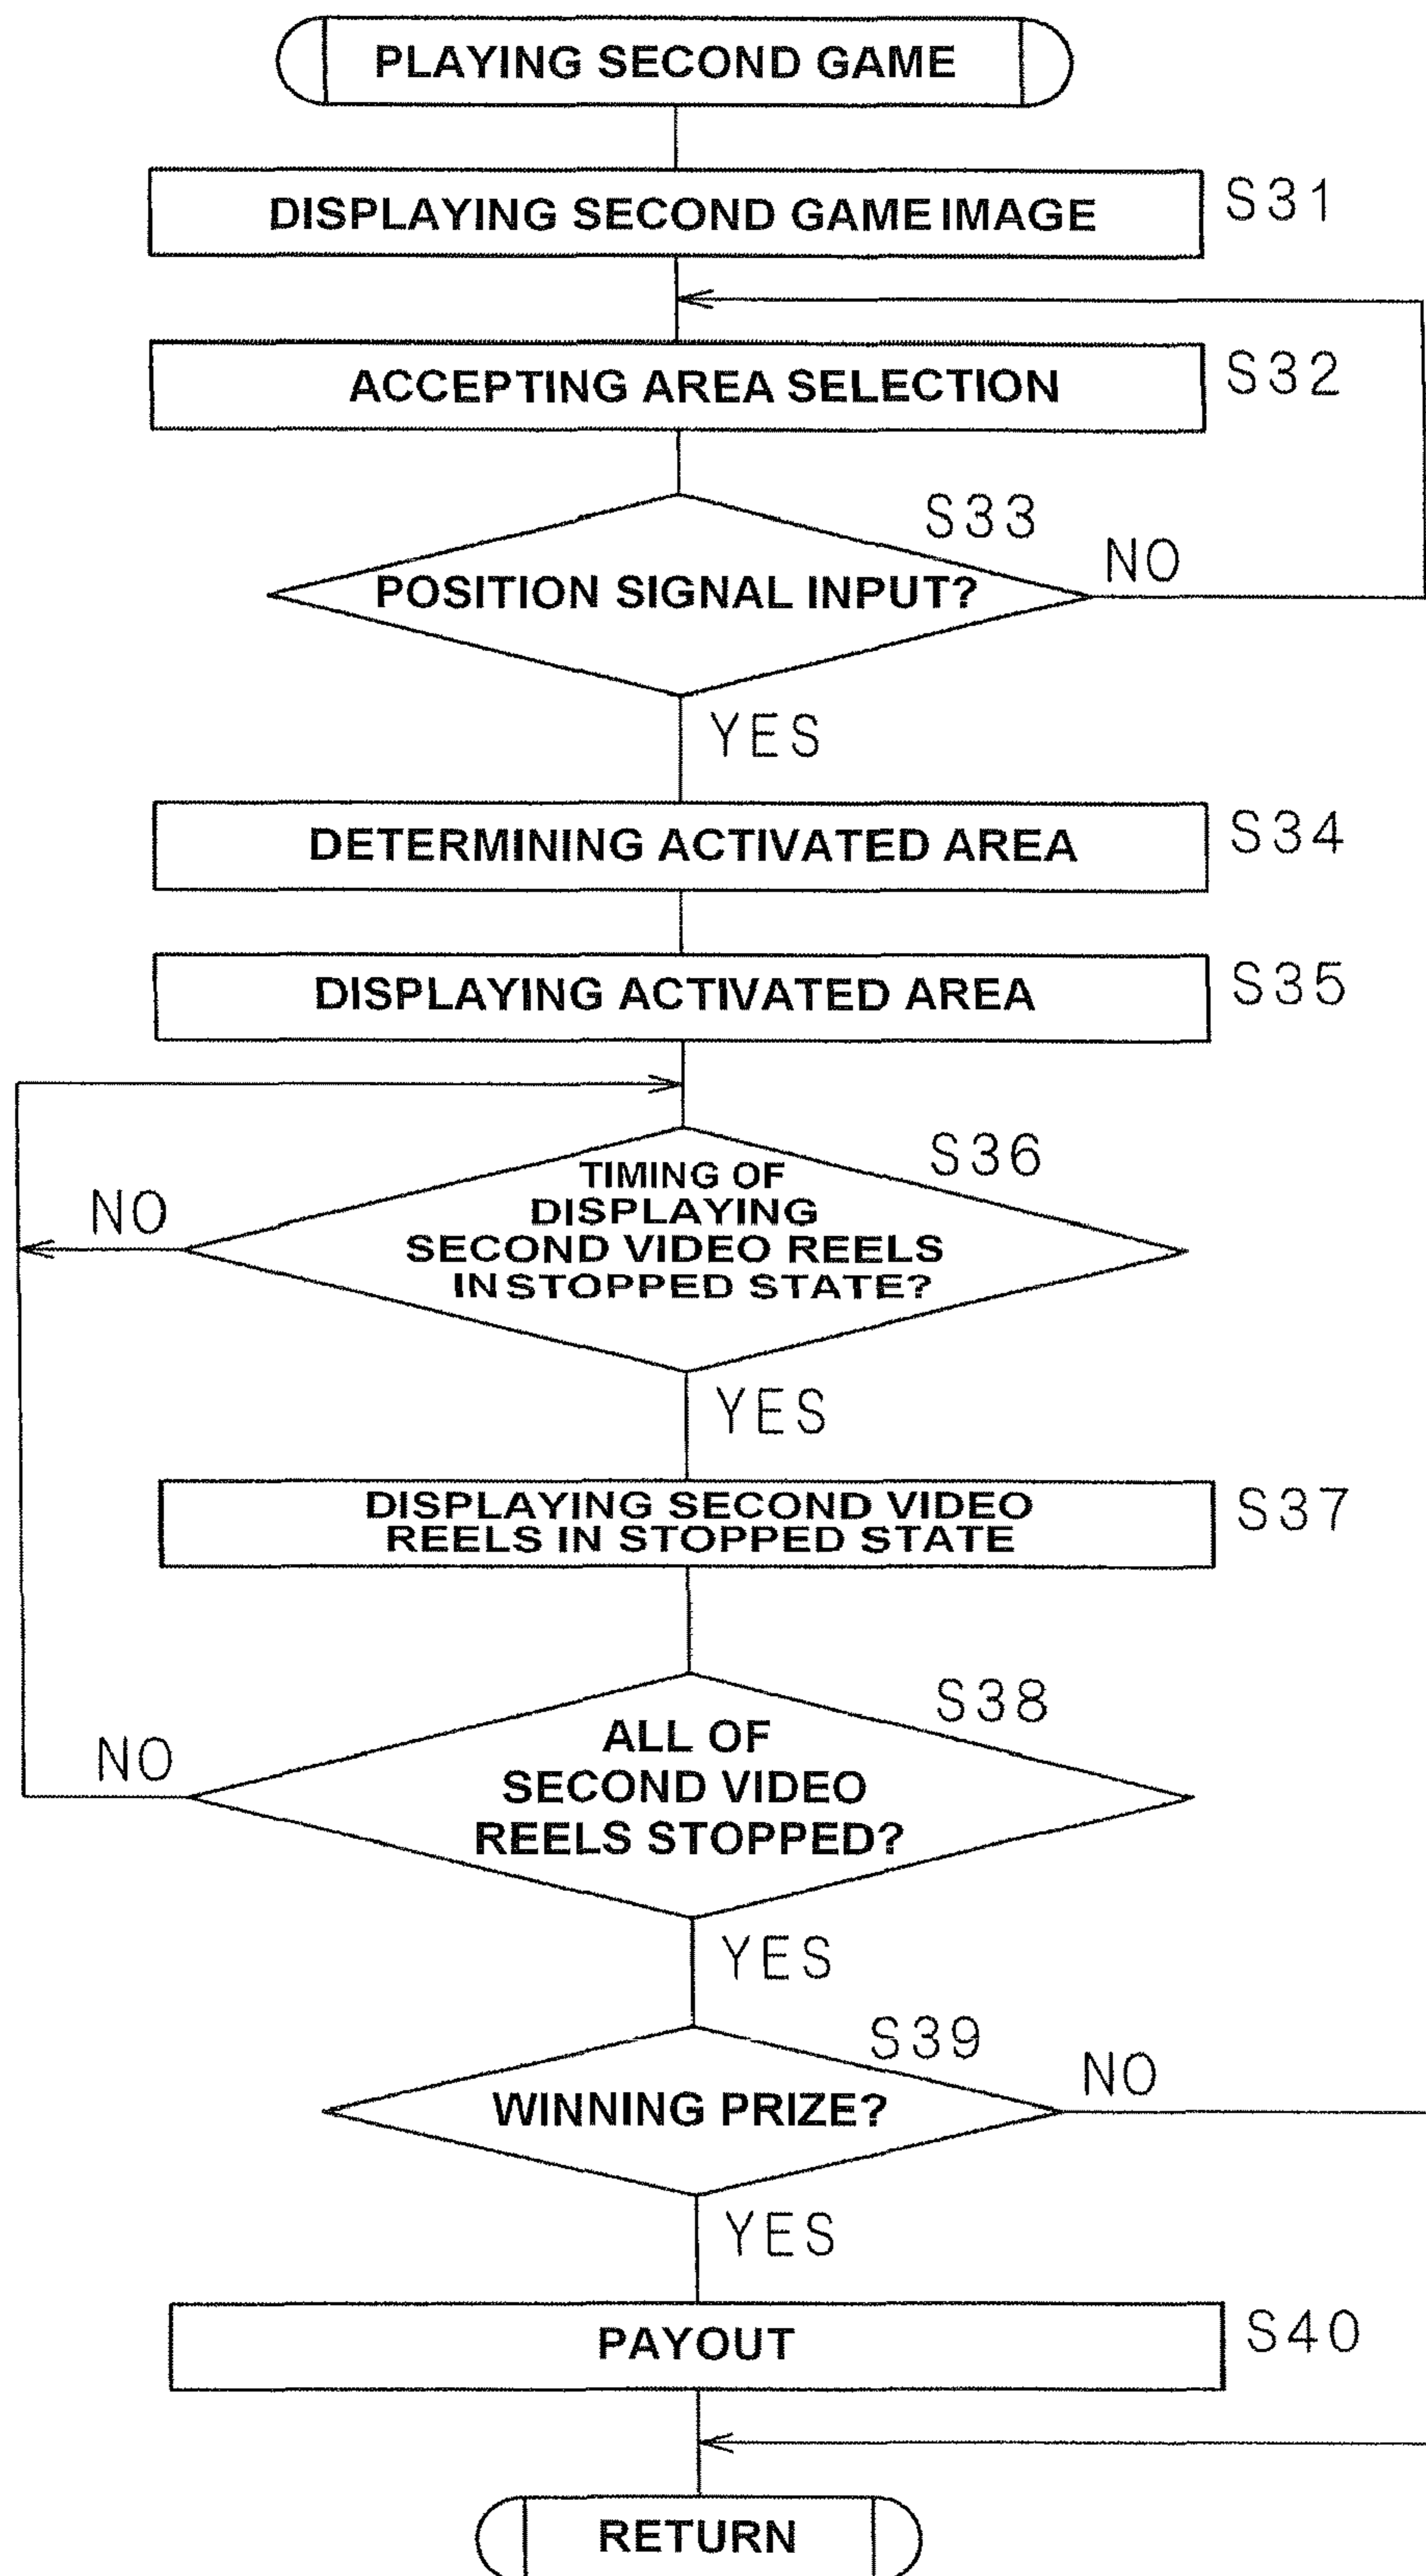 PLAYING SECOND GAME
DISPLAYING SECOND GAME IMAGE
S31
ACCEPTING AREA SELECTION
S32
S33
POSITION SIGNAL INPUT?
NO
YES
DETERMINING ACTIVATED AREA
S34
DISPLAYING ACTIVATED AREA
S35
S36
TIMING OF
DISPLAYING
SECOND VIDEO REELS
IN STOPPED STATE?
NO
YES
DISPLAYING SECOND VIDEO
REELS IN STOPPED STATE
S37
S38
ALL OF
SECOND VIDEO
REELS STOPPED?
NO
YES
S39
WINNING PRIZE?
NO
YES
PAYOUT
S40
RETURN